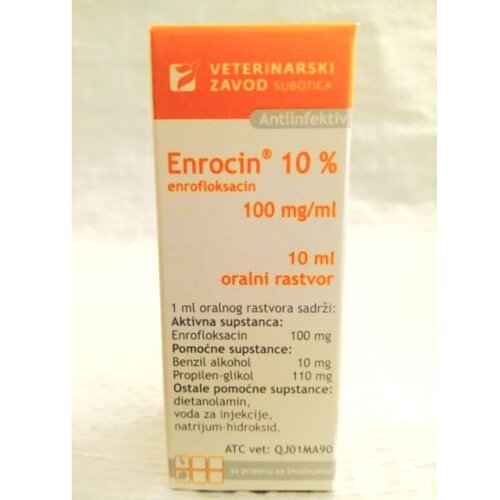 VETERINARSKI
ZAVOD SUBOTICA
Antiinfektiv
Enrocin® 10 %
enrofloksacin
100 mg/ml
10 ml
oralni rastvor
1 ml oralnog rastvora sadrži:
Aktivna supstanca:
Enrofloksacin 100 mg
Pomoćne supstance:
Benzil alkohol 10 mg
Propilen-glikol 110 mg
Ostale pomoćne supstance:
dietanolamin,
voda za injekcije,
natrijum-hidroksid.
ATC vet: QJ01MA90
za primenu na životinjama